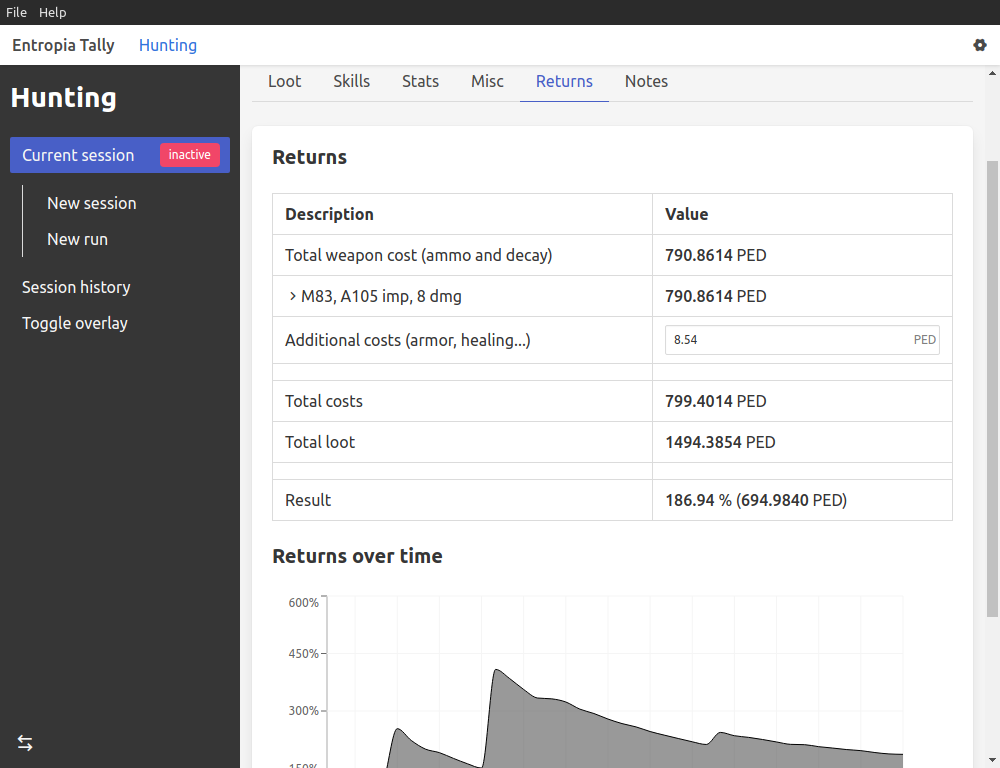 File Help
Entropia Tally Hunting
Hunting
Current session inactive
New session
New run
Session history
Toggle overlay
Loot Skills Stats Misc Returns Notes
Returns
Description Value
Total weapon cost (ammo and decay) 790.8614 PED
> M83, A105 imp, 8 dmg 790.8614 PED
Additional costs (armor, healing...) 8.54 PED
Total costs 799.4014 PED
Total loot 1494.3854 PED
Result 186.94 % (694.9840 PED)
Returns over time
600%
450%
300%
150%